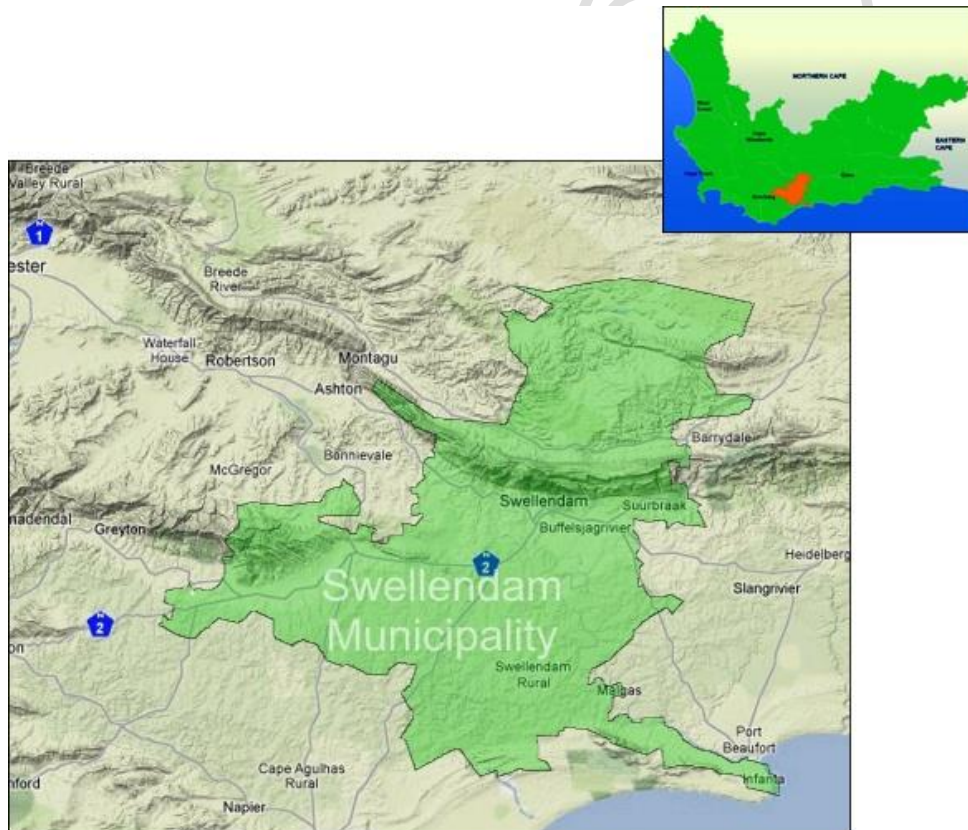 NORTHERN CAPE
EASTERN
CAPE
Breede
Valley Rural
N
1
ester
Breede
River
Waterfall
House
Robertson
Montagu
Ashton
Bonnievale
McGregor
Barrydale
Swellendam
Suurbraak
Buffelsjagrivier
nadendal
Greyton
Heidelberg
N
2
Slangrivier
Swellendam
Municipality
N
2
on
Swellendam
Rural
Malgas
Port
Beaufort
Infanta
Cape Agulhas
Rural
nford
Napier